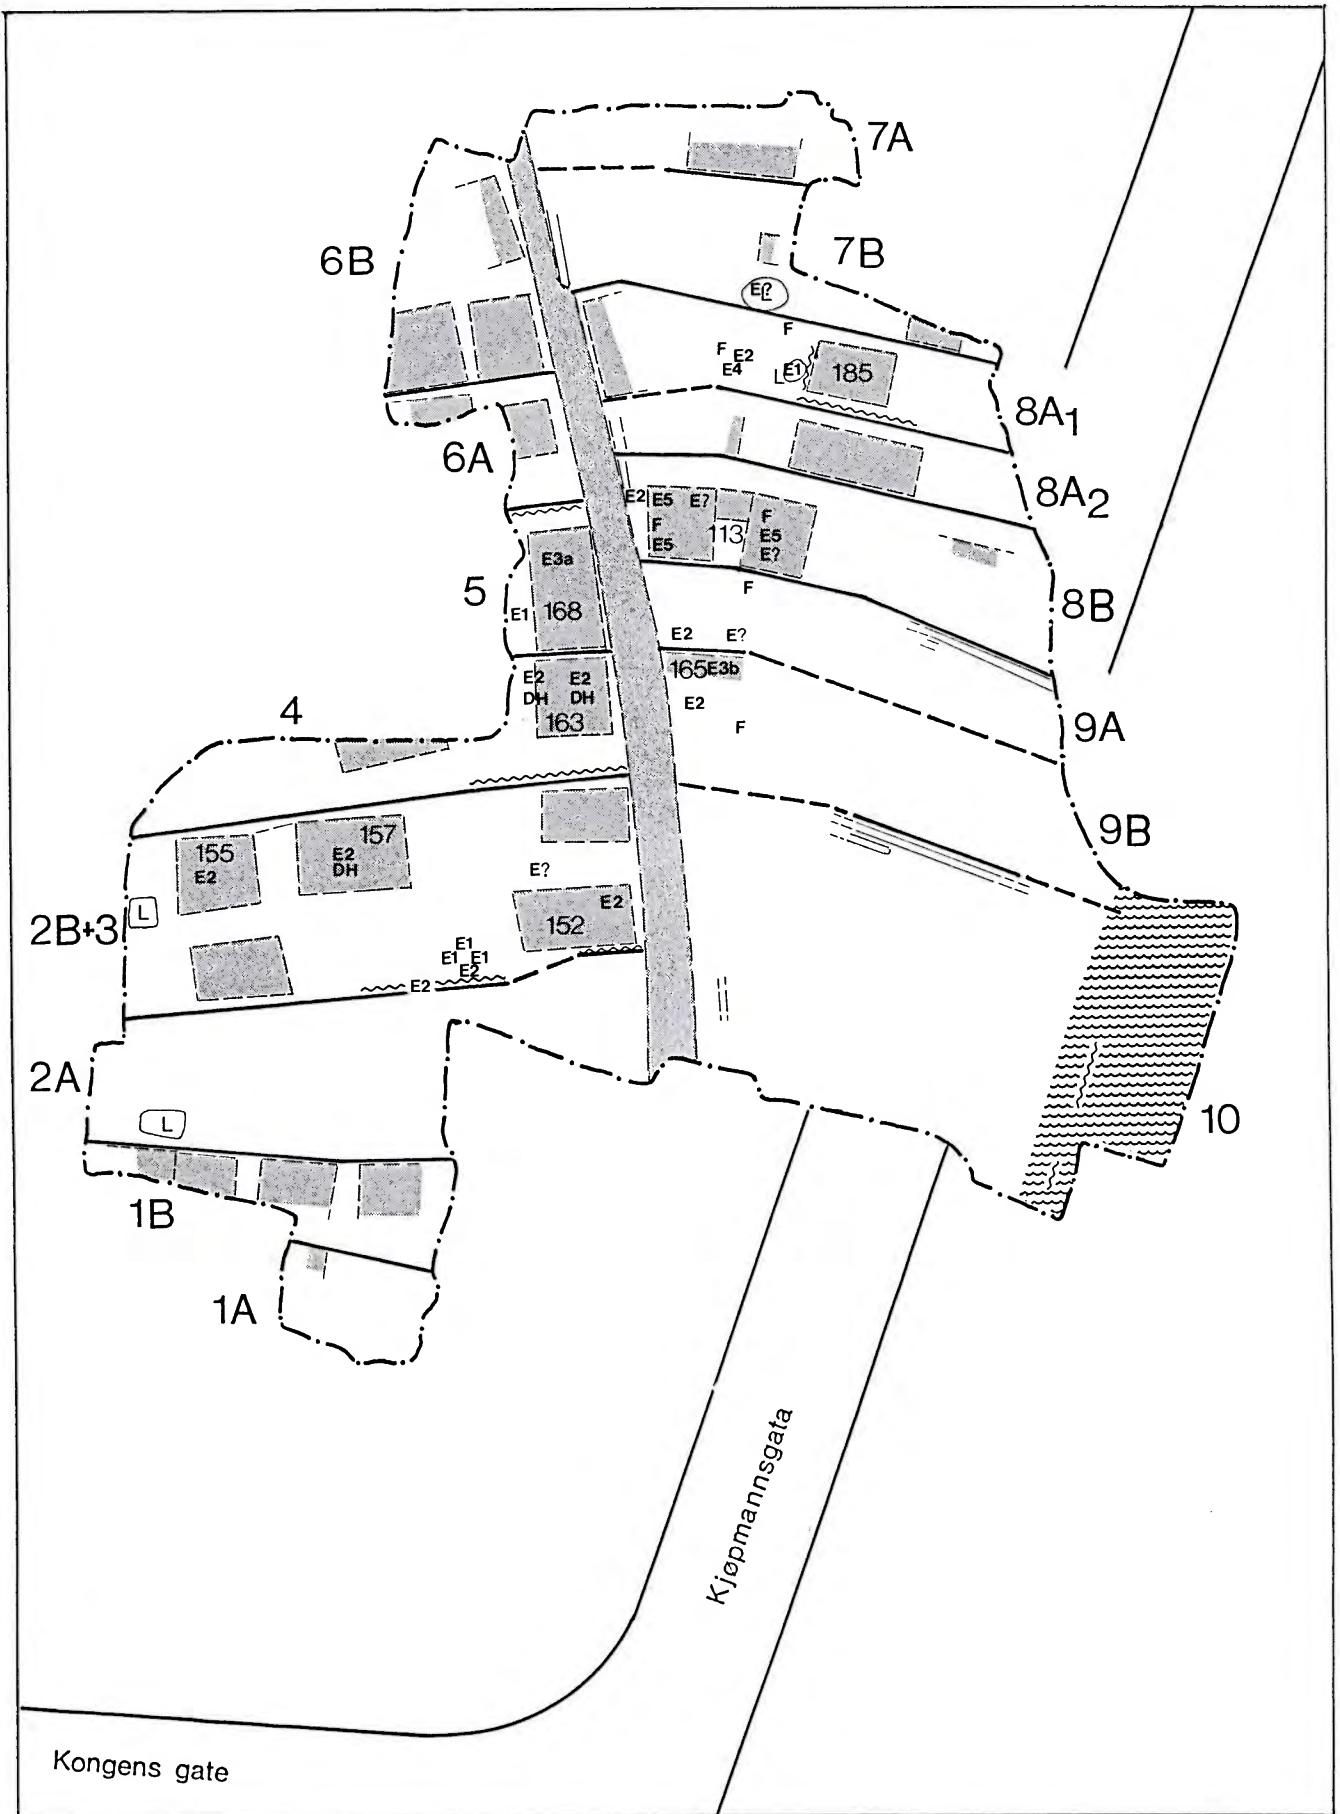 7A
7B
6B
E?
L
F
F E2
E4
L E1
185
8A1
6A
8A2
E2 E5 E?
F
E5
113
F
E5
E?
E3a
5
E1 168
F
8B
E2 E?
165 E3b
E2 E2
DH DH
163
E2
F
4
9A
9B
157
155 E2
E2 DH
E?
E2
152
L
2B+3
E1
E1 E1
E2
E2
2A
L
10
1B
1A
Kjøpmannsgata
Kongens gate